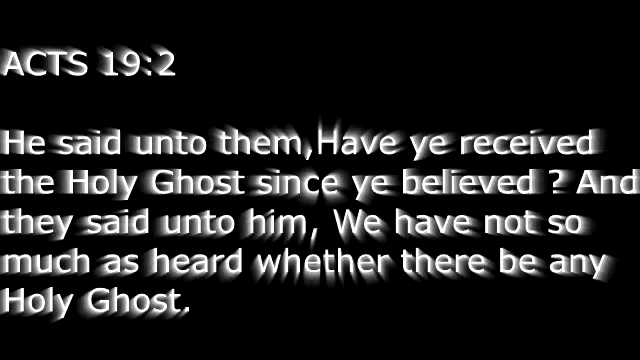 ACTS 19:2
He said unto them,Have ye received
the Holy Ghost since ye believed ? And
they said unto him, We have not so
much as heard whether there be any
Holy Ghost.